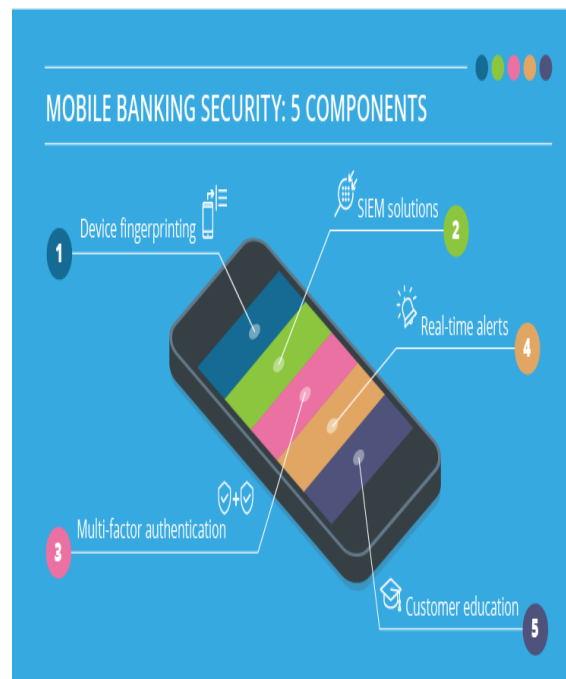 MOBILE BANKING SECURITY: 5 COMPONENTS
1 Device fingerprinting
SIEM solutions 2
3 Multi-factor authentication
Real-time alerts 4
Customer education 5